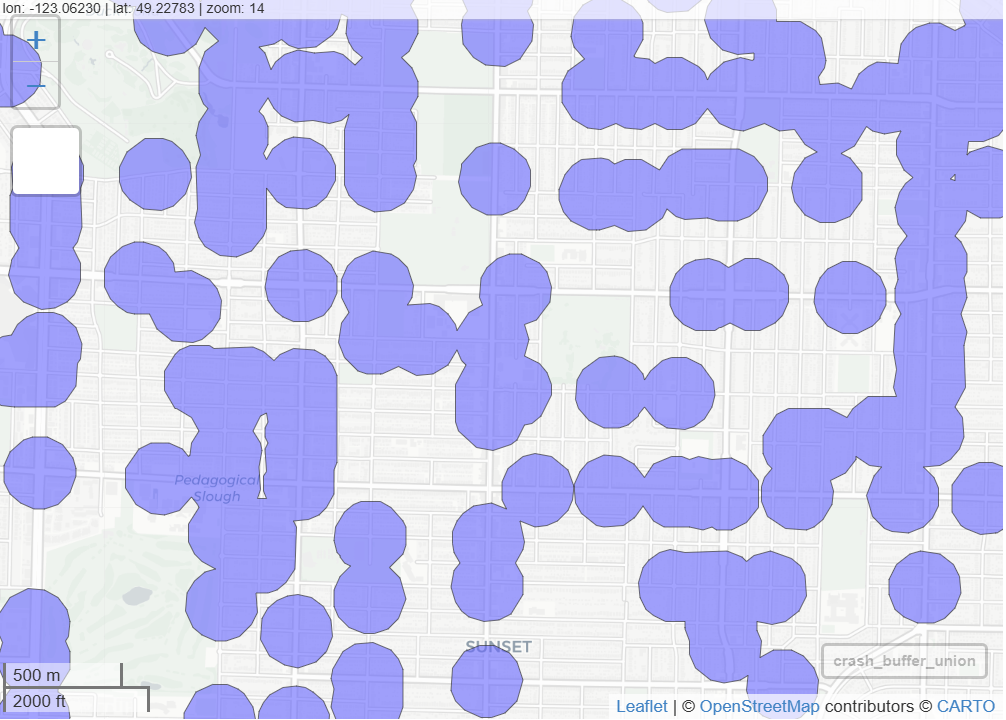 lon: -123.06230 | lat: 49.22783 | zoom: 14
+
−
Pedagogical
Slough
SUNSET
crash_buffer_union
500 m
2000 ft
Leaflet | © OpenStreetMap contributors © CARTO